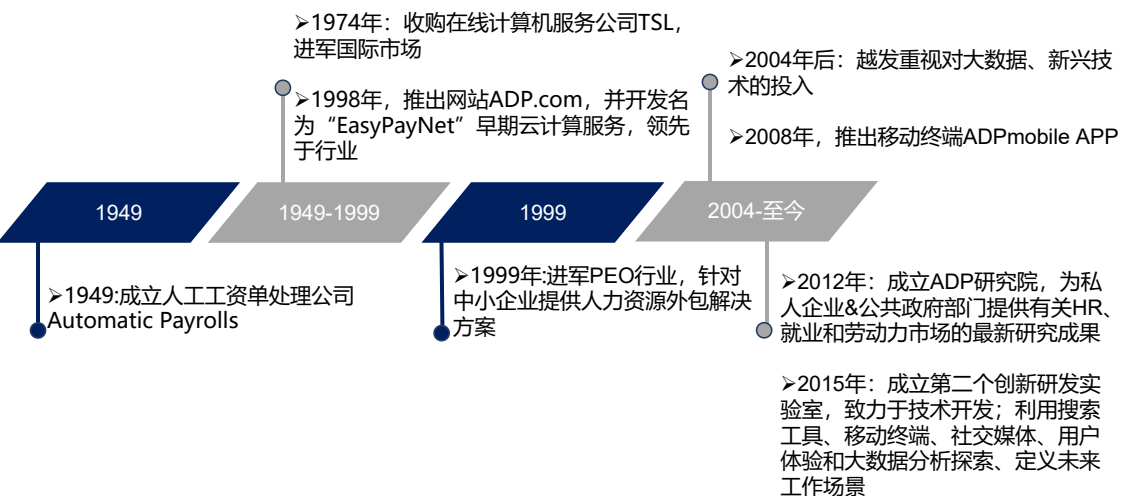 ➢1974年：收购在线计算机服务公司TSL，
进军国际市场
➢1998年，推出网站ADP.com，并开发名
为“EasyPayNet”早期云计算服务，领先
于行业
➢2004年后：越发重视对大数据、新兴技
术的投入
➢2008年，推出移动终端ADPmobile APP
1949
1949-1999
1999
2004-至今
➢1949:成立人工工资单处理公司
Automatic Payrolls
➢1999年:进军PEO行业，针对
中小企业提供人力资源外包解决
方案
➢2012年：成立ADP研究院，为私
人企业&公共政府部门提供有关HR、
就业和劳动力市场的最新研究成果
➢2015年：成立第二个创新研发实
验室，致力于技术开发；利用搜索
工具、移动终端、社交媒体、用户
体验和大数据分析探索、定义未来
工作场景